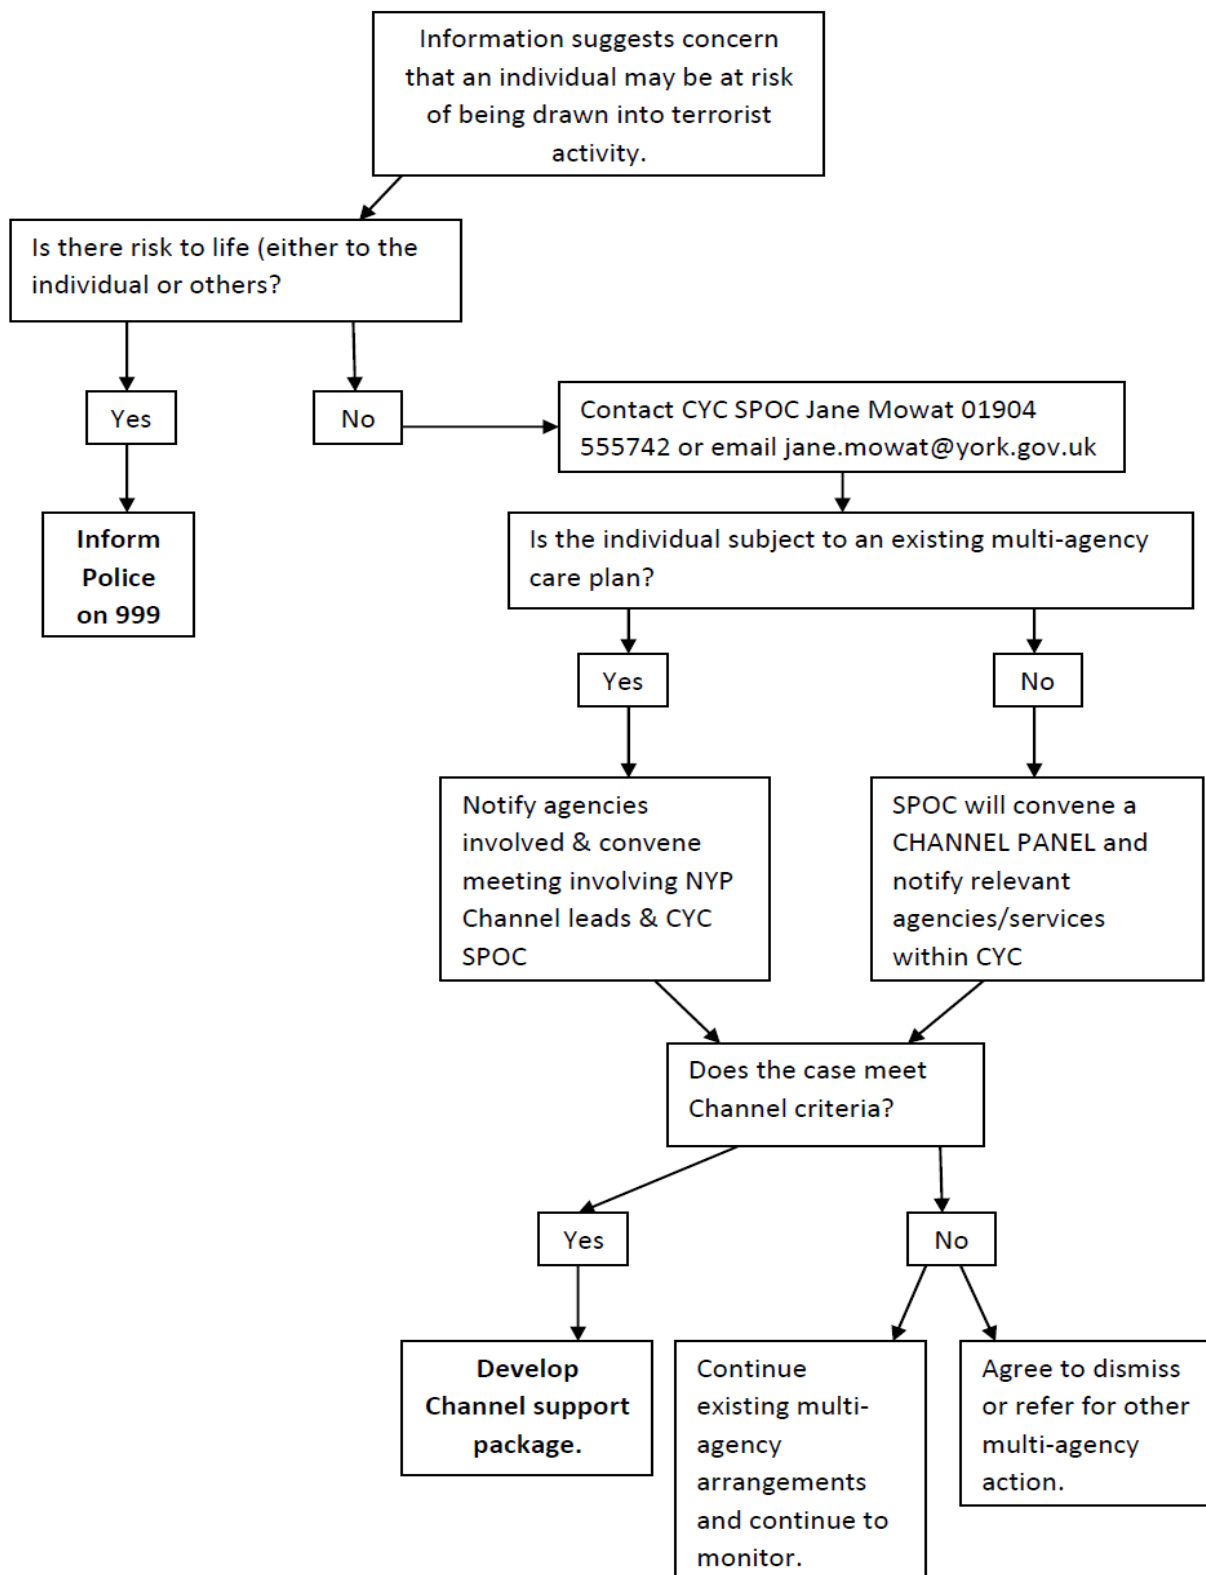 Information suggests concern
that an individual may be at risk
of being drawn into terrorist
activity.
Is there risk to life (either to the
individual or others?
Yes
No
Contact CYC SPOC Jane Mowat 01904
555742 or email jane.mowat@york.gov.uk
Inform
Police
on 999
Is the individual subject to an existing multi-agency
care plan?
Yes
No
Notify agencies
involved & convene
meeting involving NYP
Channel leads & CYC
SPOC
SPOC will convene a
CHANNEL PANEL and
notify relevant
agencies/services
within CYC
Does the case meet
Channel criteria?
Yes
No
Develop
Channel support
package.
Continue
existing multi-
agency
arrangements
and continue to
monitor.
Agree to dismiss
or refer for other
multi-agency
action.